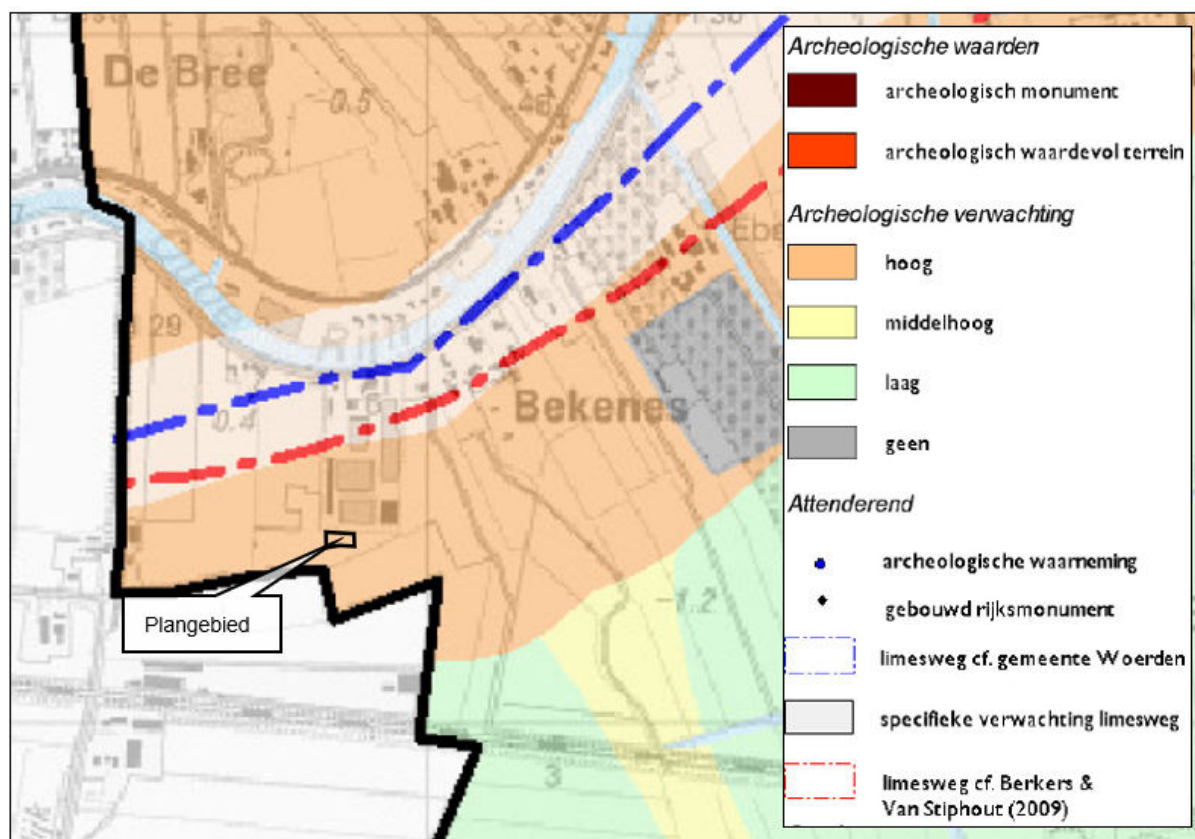 De Bree
-0.5
29
Rijn
0.4
Bekenes
Plangebied
-1.2
3
Archeologische waarden
archeologisch monument
archeologisch waardevol terrein
Archeologische verwachting
hoog
middelhoog
laag
geen
Attenderend
archeologische waarneming
gebouwd rijksmonument
limesweg cf. gemeente Woerden
specifieke verwachting limesweg
limesweg cf. Berkers &
Van Stiphout (2009)